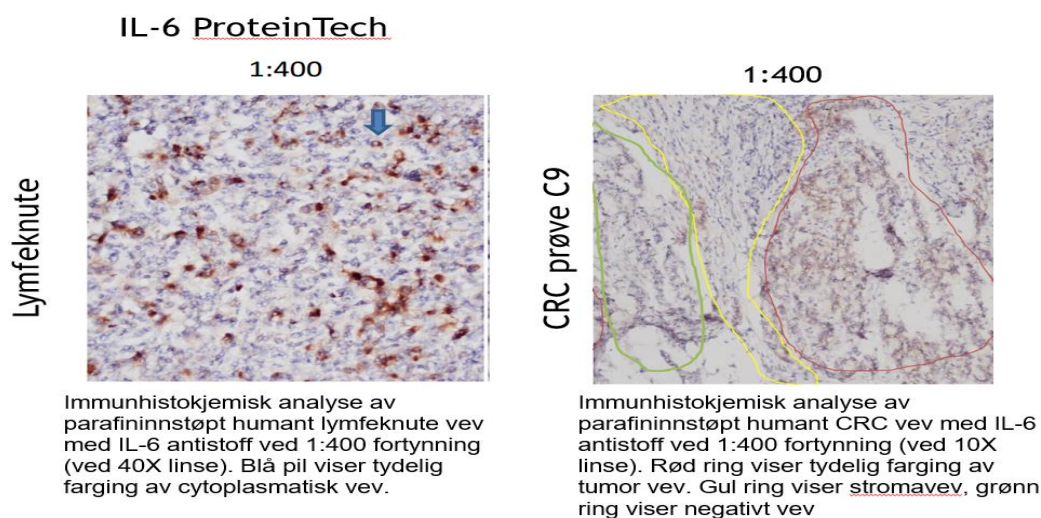 IL-6 ProteinTech
1:400
1:400
Lymfeknute
CRC prøve C9
Immunhistokjemisk analyse av
parafininnstøpt humant lymfeknute vev
med IL-6 antistoff ved 1:400 fortynning
(ved 40X linse). Blå pil viser tydelig
farging av cytoplasmatisk vev.
Immunhistokjemisk analyse av
parafininnstøpt humant CRC vev med IL-6
antistoff ved 1:400 fortynning (ved 10X
linse). Rød ring viser tydelig farging av
tumor vev. Gul ring viser stromavev, grønn
ring viser negativt vev